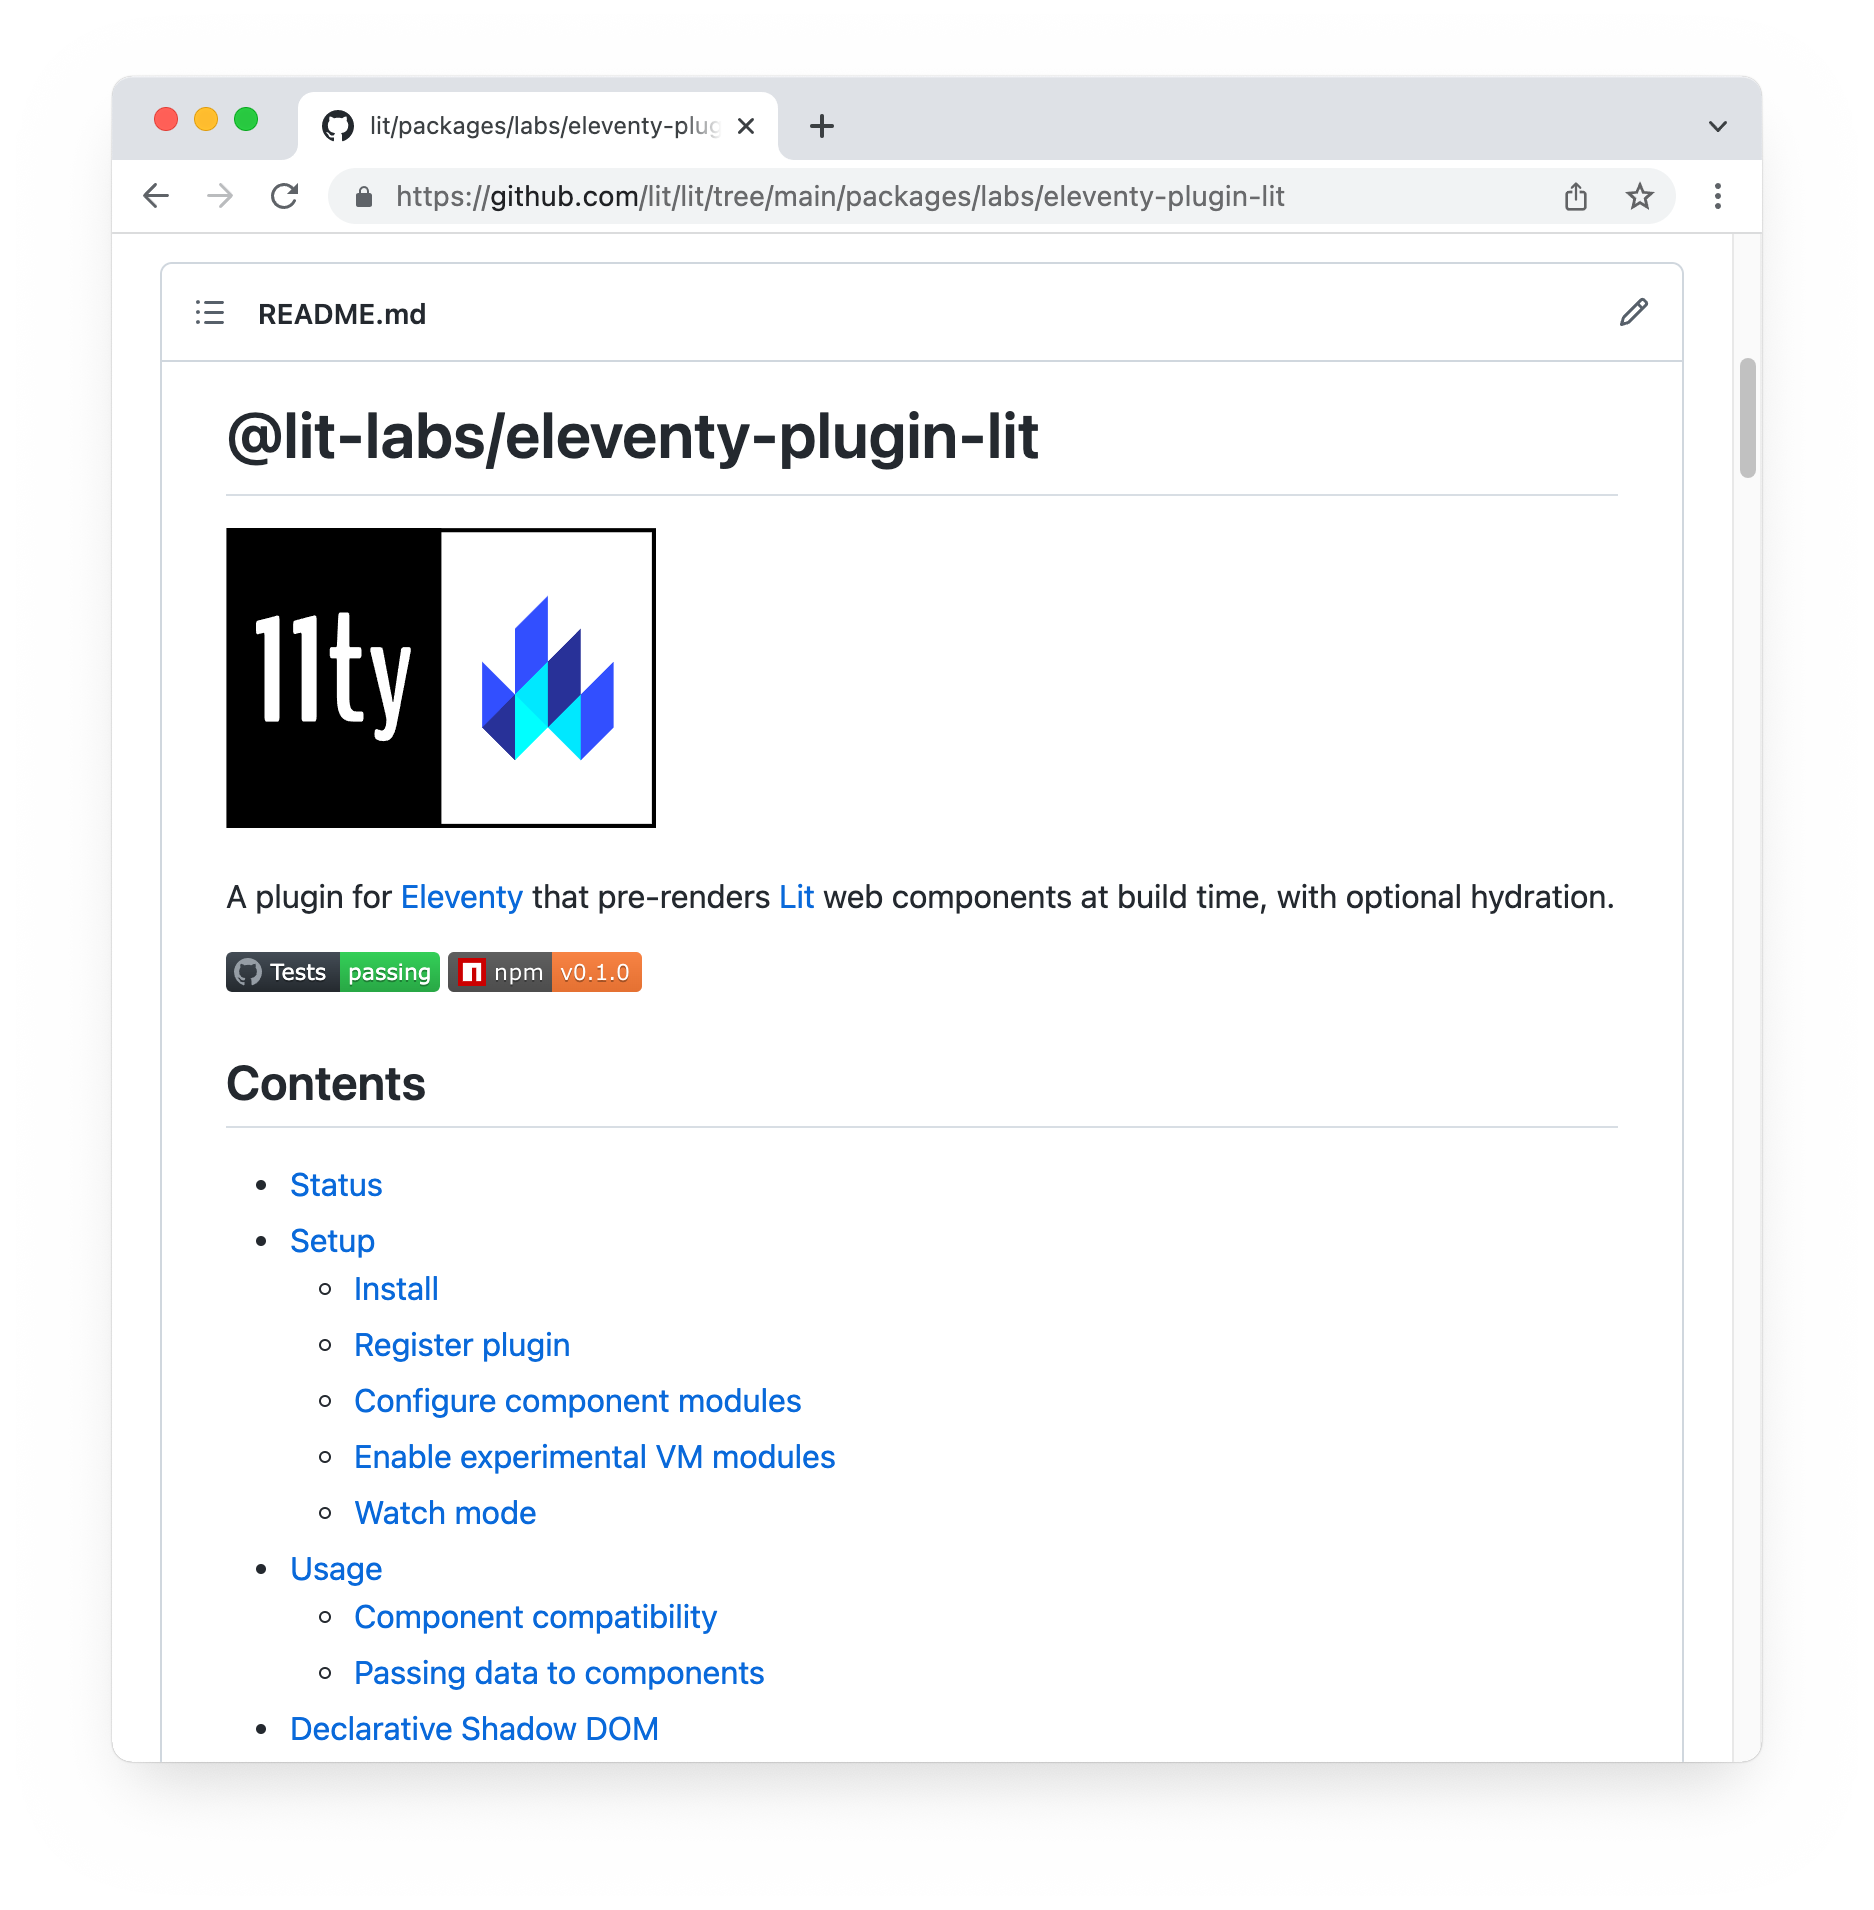 lit/packages/labs/eleventy-plug
https://github.com/lit/lit/tree/main/packages/labs/eleventy-plugin-lit
README.md
@lit-labs/eleventy-plugin-lit
11ty
A plugin for Eleventy that pre-renders Lit web components at build time, with optional hydration.
Tests passing npm v0.1.0
Contents
Status
Setup
Install
Register plugin
Configure component modules
Enable experimental VM modules
Watch mode
Usage
Component compatibility
Passing data to components
Declarative Shadow DOM